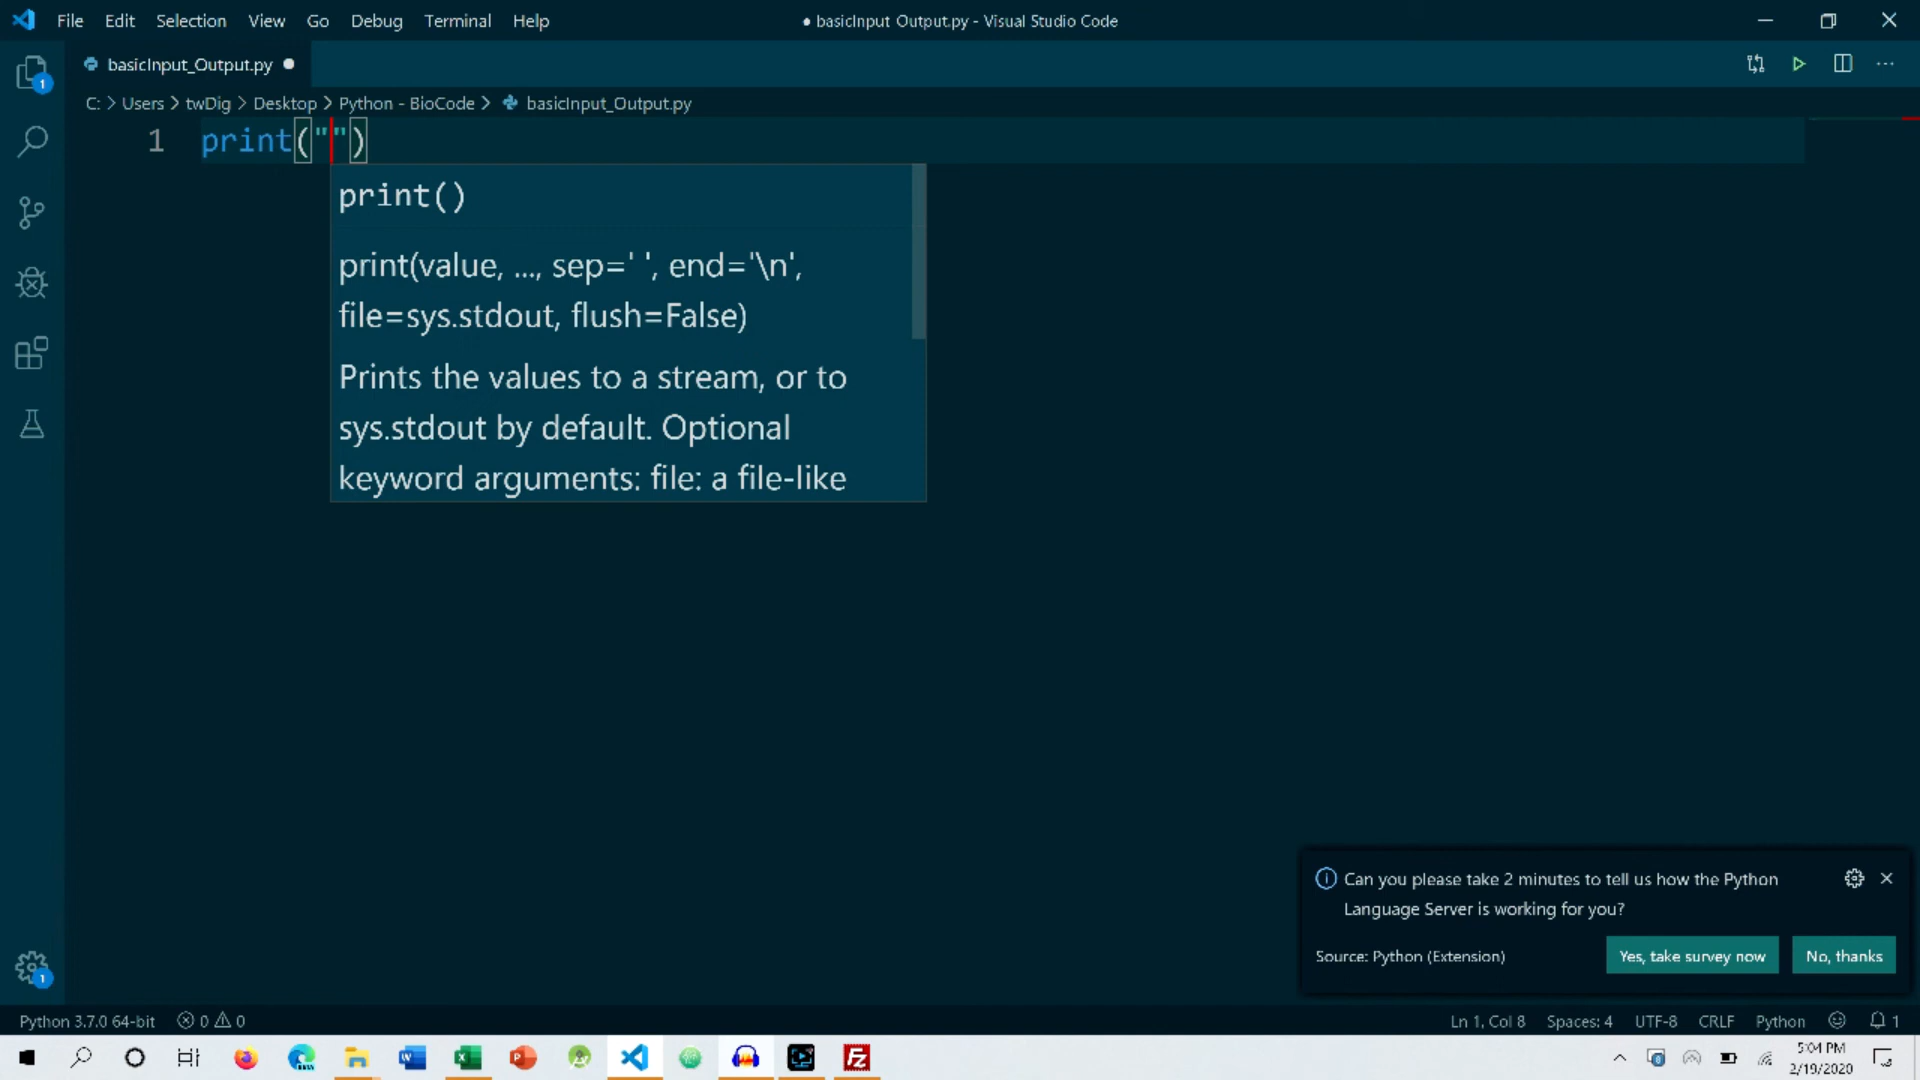 File Edit Selection View Go Debug Terminal Help
● basicInput_Output.py - Visual Studio Code
basicInput_Output.py
C: > Users > twDig > Desktop > Python - BioCode > basicInput_Output.py
1 print("")
print()
print(value, ..., sep=' ', end='\n',
file=sys.stdout, flush=False)
Prints the values to a stream, or to
sys.stdout by default. Optional
keyword arguments: file: a file-like
Can you please take 2 minutes to tell us how the Python
Language Server is working for you?
Source: Python (Extension)
Yes, take survey now
No, thanks
Python 3.7.0 64-bit 0 0
Ln 1, Col 8 Spaces: 4 UTF-8 CRLF Python 1
5:04 PM
2/19/2020